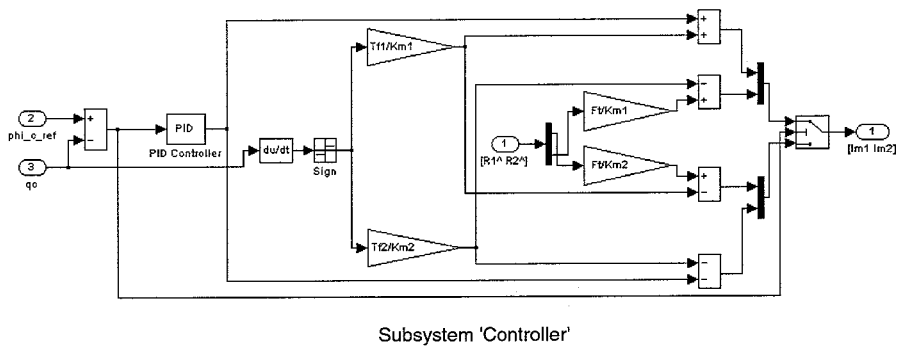 2
phi_c_ref
3
qc
+
−
PID
PID Controller
du/dt
Sign
Tf1/Km1
Tf2/Km2
1
[R1^ R2^]
Ft/Km1
Ft/Km2
+
+
−
+
+
−
−
−
1
[Im1 Im2]
Subsystem 'Controller'